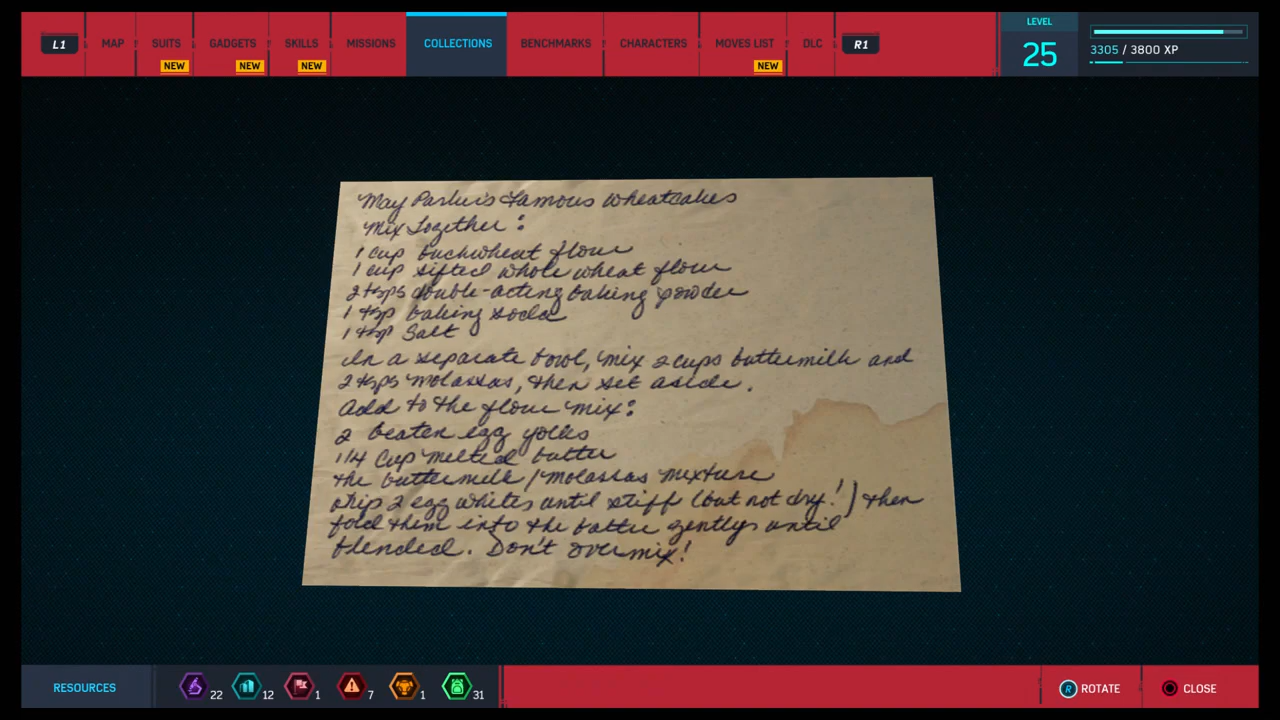 L1 MAP SUITS GADGETS SKILLS MISSIONS COLLECTIONS BENCHMARKS CHARACTERS MOVES LIST DLC R1
NEW NEW NEW NEW
LEVEL
25
3305 / 3800 XP
May Parker's Famous Wheatcakes
Mix Together:
1 cup buckwheat flour
1 cup sifted whole wheat flour
2 tsps double-acting baking powder
1 tsp baking soda
1 tsp Salt
In a separate bowl, mix 2 cups buttermilk and
2 tsps molassas, then set aside.
Add to the flour mix:
2 beaten egg yolks
1/4 Cup melted butter
the buttermilk/molassas mixture
whip 2 egg whites until stiff (but not dry!) then
fold them into the batter gently until
blended. Don't overmix!
RESOURCES 22 12 1 7 1 31
R ROTATE CLOSE